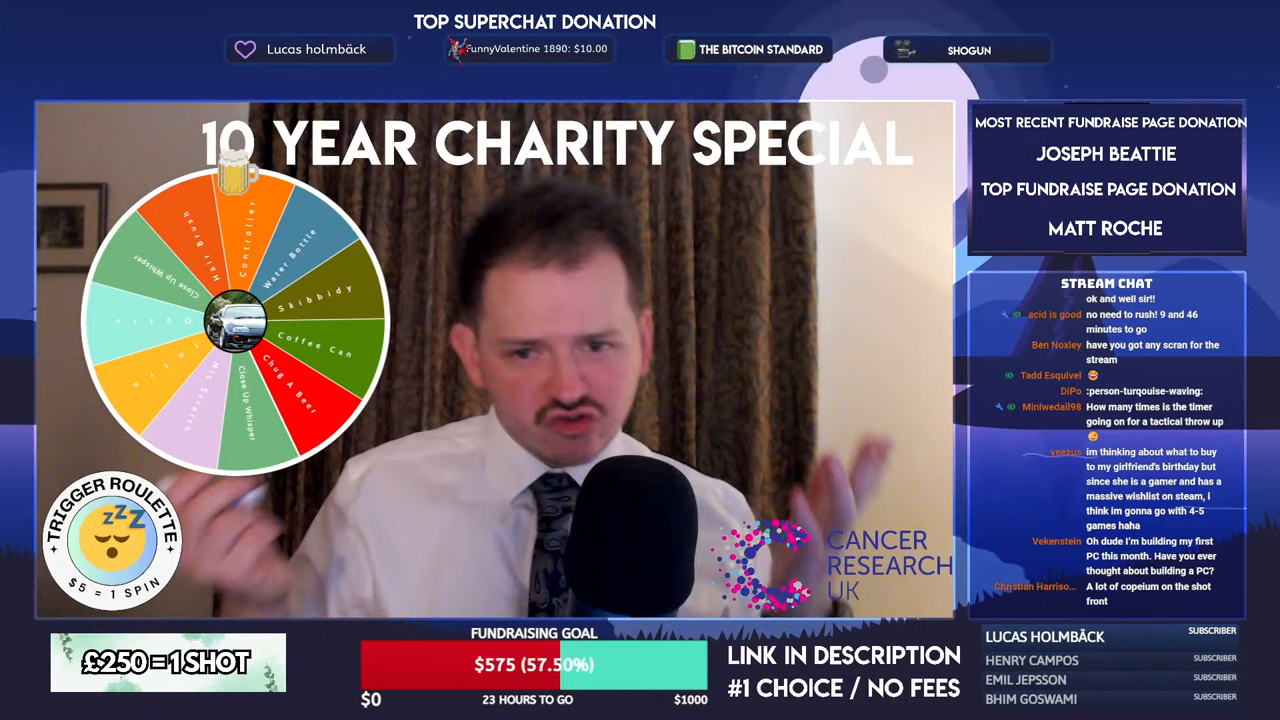 TOP SUPERCHAT DONATION
Lucas holmbäck
FunnyValentine 1890: $10.00
THE BITCOIN STANDARD
SHOGUN
10 YEAR CHARITY SPECIAL
Hair Brush
Controller
Water Bottle
Skibbidy
Coffee Can
Chug A Beer
Close Up Whisper
Mic Scratch
Intro
Outro
Close Up Whisper
TRIGGER ROULETTE
zzz
$5 = 1 SPIN
CANCER
RESEARCH
UK
MOST RECENT FUNDRAISE PAGE DONATION
JOSEPH BEATTIE
TOP FUNDRAISE PAGE DONATION
MATT ROCHE
STREAM CHAT
ok and well sir!!
acid is good no need to rush! 9 and 46
minutes to go
Ben Noxley have you got any scran for the
stream
Tadd Esquivel
DiPo :person-turqouise-waving:
Miniwedall98 How many times is the timer
going on for a tactical throw up
veezus im thinking about what to buy
to my girlfriend's birthday but
since she is a gamer and has a
massive wishlist on steam, i
think im gonna go with 4-5
games haha
Vekenstein Oh dude I'm building my first
PC this month. Have you ever
thought about building a PC?
Christian Harriso... A lot of copeium on the shot
front
£250 = 1 SHOT
FUNDRAISING GOAL
$575 (57.50%)
$0
23 HOURS TO GO
$1000
LINK IN DESCRIPTION
#1 CHOICE / NO FEES
LUCAS HOLMBÄCK SUBSCRIBER
HENRY CAMPOS SUBSCRIBER
EMIL JEPSSON SUBSCRIBER
BHIM GOSWAMI SUBSCRIBER